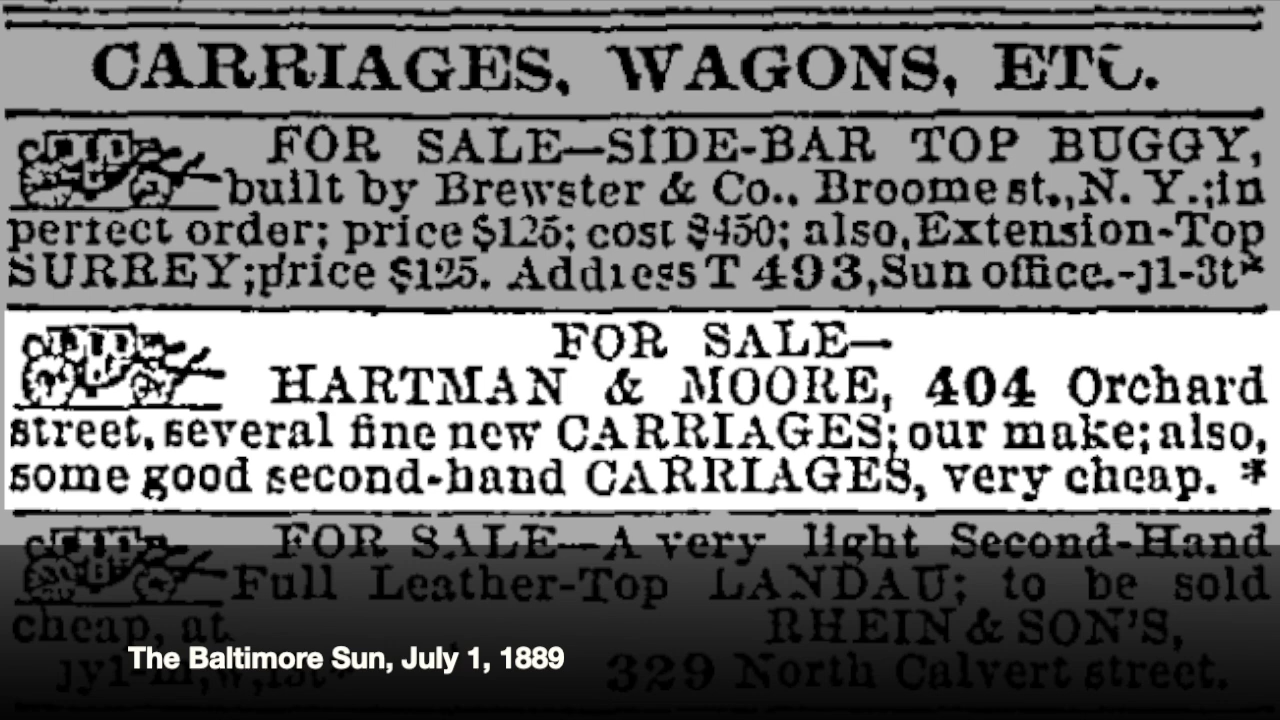 CARRIAGES, WAGONS, ETC.
FOR SALE—SIDE-BAR TOP BUGGY,
built by Brewster & Co., Broome st., N. Y.; in
perfect order; price $125; cost $450; also, Extension-Top
SURREY; price $125. Address T 493, Sun office. -j1-3t*
FOR SALE—
HARTMAN & MOORE, 404 Orchard
street, several fine new CARRIAGES; our make; also,
some good second-hand CARRIAGES, very cheap. *
FOR SALE—A very light Second-Hand
Full Leather-Top LANDAU; to be sold
cheap, at RHEIN & SON'S,
329 North Calvert street.
The Baltimore Sun, July 1, 1889